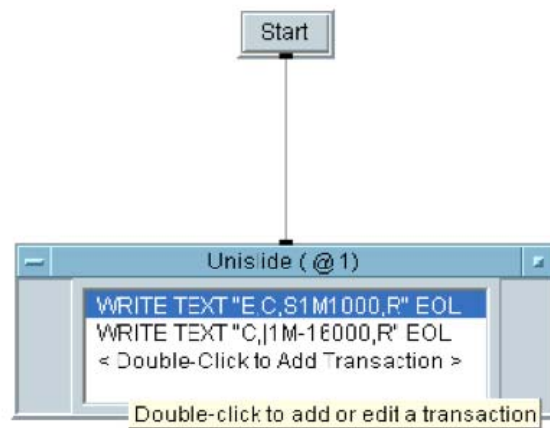 Start
Unislide ( @1)
WRITE TEXT "E,C,S1M1000,R" EOL
WRITE TEXT "C,|1M-16000,R" EOL
< Double-Click to Add Transaction >
Double-click to add or edit a transaction